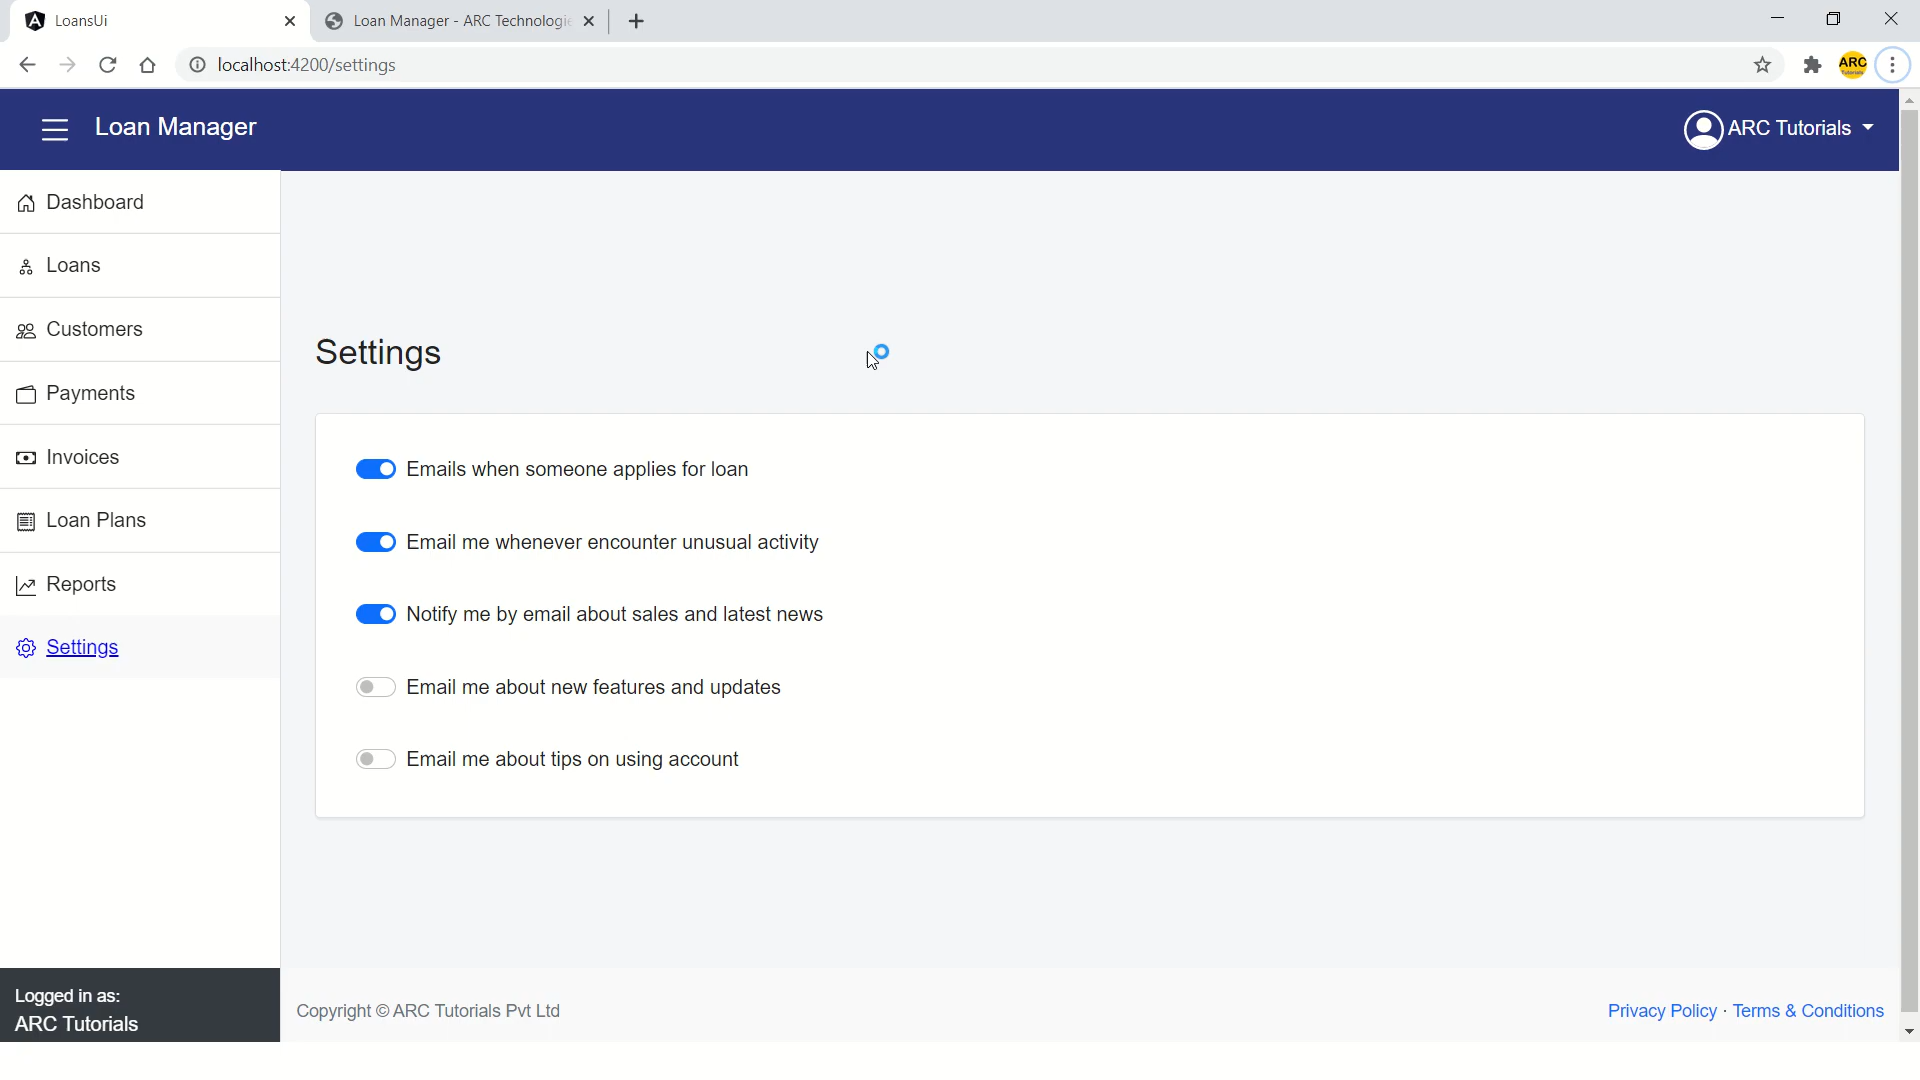 LoansUi
Loan Manager - ARC Technologi
localhost:4200/settings
ARC
Tutorials
Loan Manager
ARC Tutorials
Dashboard
Loans
Customers
Payments
Invoices
Loan Plans
Reports
Settings
Settings
Emails when someone applies for loan
Email me whenever encounter unusual activity
Notify me by email about sales and latest news
Email me about new features and updates
Email me about tips on using account
Logged in as:
ARC Tutorials
Copyright © ARC Tutorials Pvt Ltd
Privacy Policy · Terms & Conditions